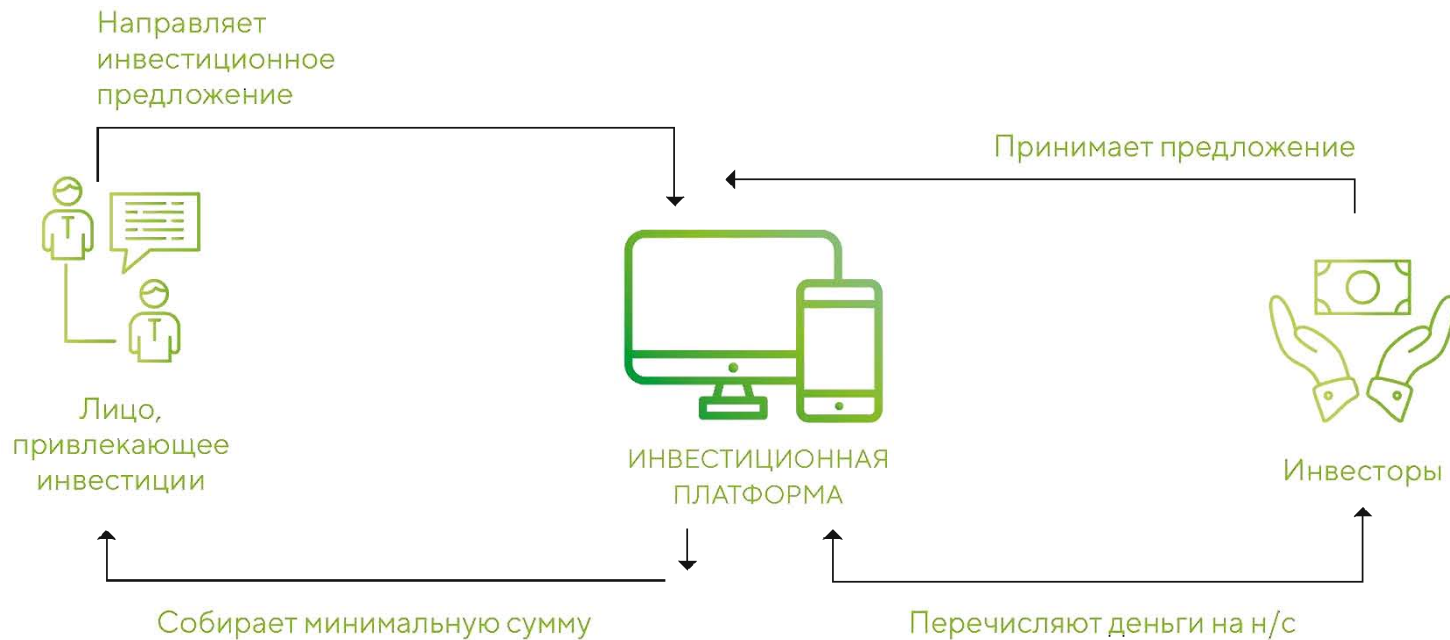 Направляет
инвестиционное
предложение
Принимает предложение
Лицо,
привлекающее
инвестиции
ИНВЕСТИЦИОННАЯ
ПЛАТФОРМА
Инвесторы
Собирает минимальную сумму
Перечисляют деньги на н/с